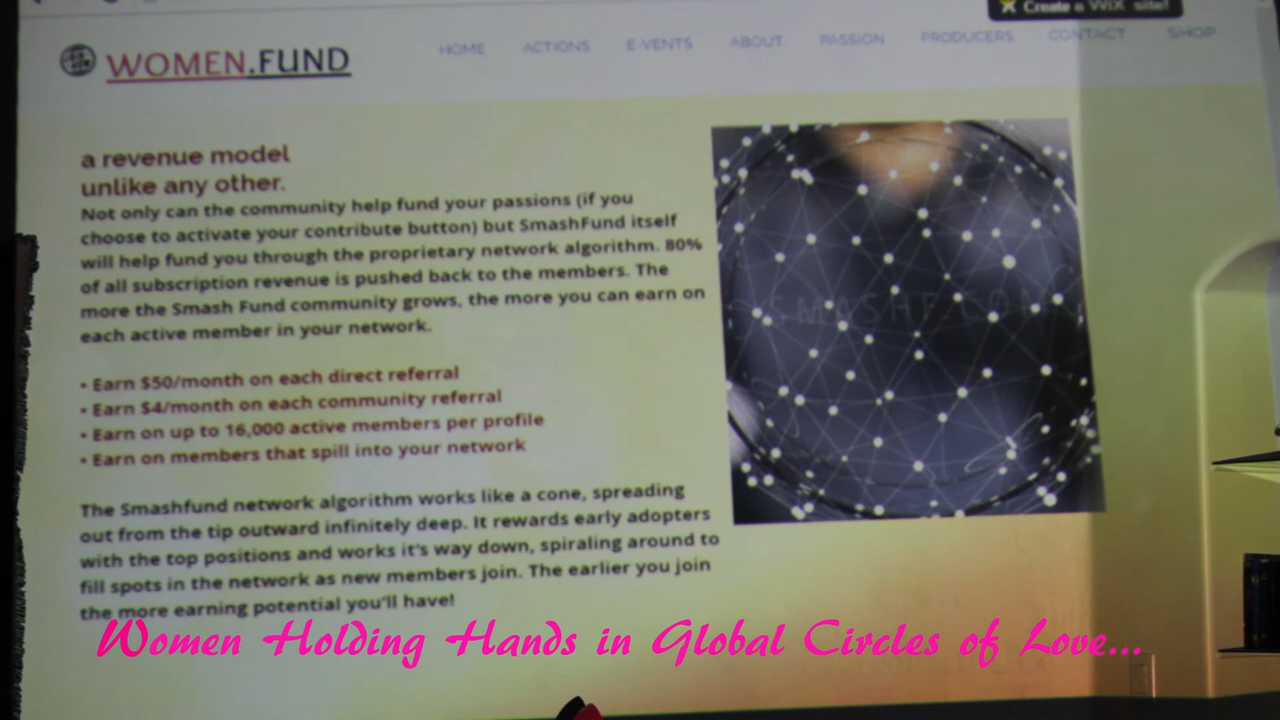 Create a WiX site!
WOMEN.FUND
HOME ACTIONS E-VENTS ABOUT PASSION PRODUCERS CONTACT SHOP
a revenue model
unlike any other.
Not only can the community help fund your passions (if you
choose to activate your contribute button) but SmashFund itself
will help fund you through the proprietary network algorithm. 80%
of all subscription revenue is pushed back to the members. The
more the Smash Fund community grows, the more you can earn on
each active member in your network.
• Earn $50/month on each direct referral
• Earn $4/month on each community referral
• Earn on up to 16,000 active members per profile
• Earn on members that spill into your network
The Smashfund network algorithm works like a cone, spreading
out from the tip outward infinitely deep. It rewards early adopters
with the top positions and works it's way down, spiraling around to
fill spots in the network as new members join. The earlier you join
the more earning potential you'll have!
Women Holding Hands in Global Circles of Love...